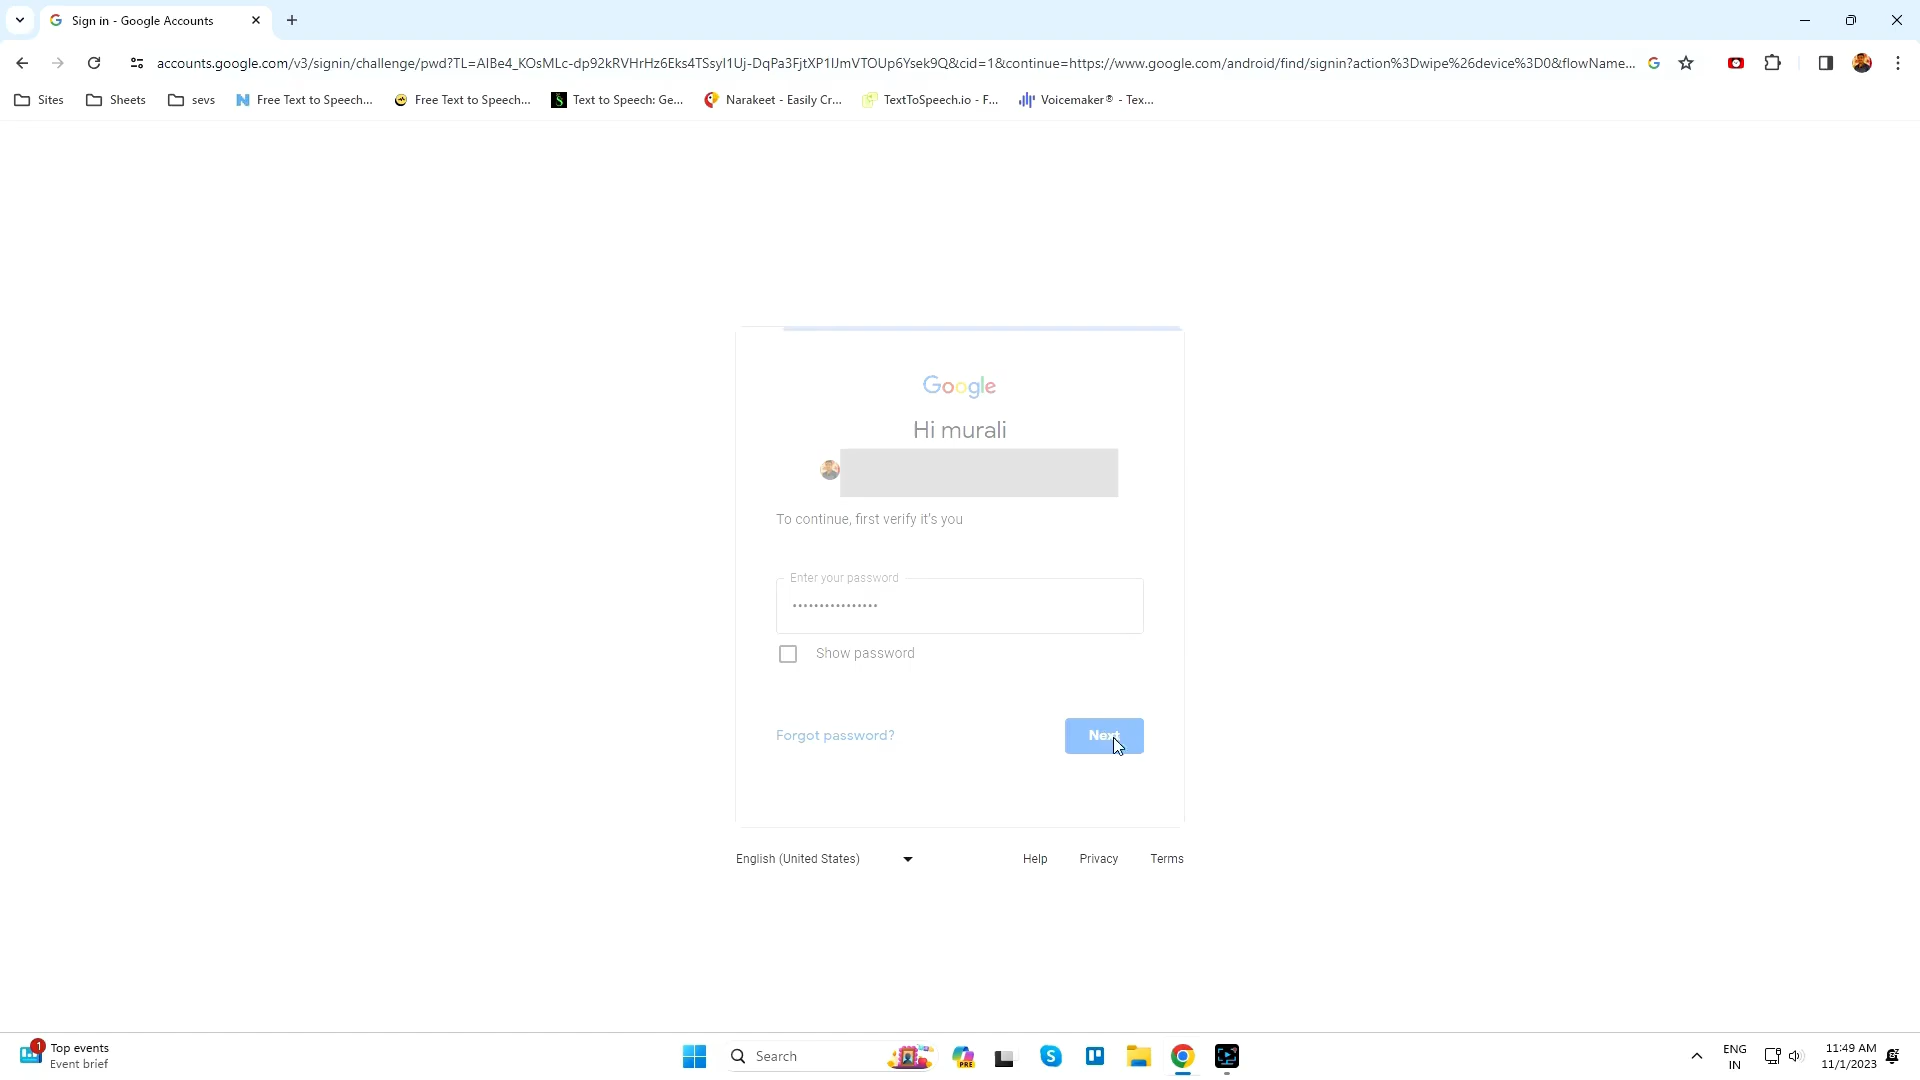 Sign in - Google Accounts
accounts.google.com/v3/signin/challenge/pwd?TL=AIBe4_KOsMLc-dp92kRVHrHz6Eks4TSsyI1Uj-DqPa3FjtXP1IJmVTOUp6Ysek9Q&cid=1&continue=https://www.google.com/android/find/signin?action%3Dwipe%26device%3D0&flowName...
Sites
Sheets
sevs
Free Text to Speech...
Free Text to Speech...
Text to Speech: Ge...
Narakeet - Easily Cr...
TextToSpeech.io - F...
Voicemaker® - Tex...
Google
Hi murali
To continue, first verify it's you
Enter your password
••••••••••••••••
Show password
Forgot password?
Next
English (United States)
Help
Privacy
Terms
1
Top events
Event brief
Search
PRE
ENG
IN
11:49 AM
11/1/2023